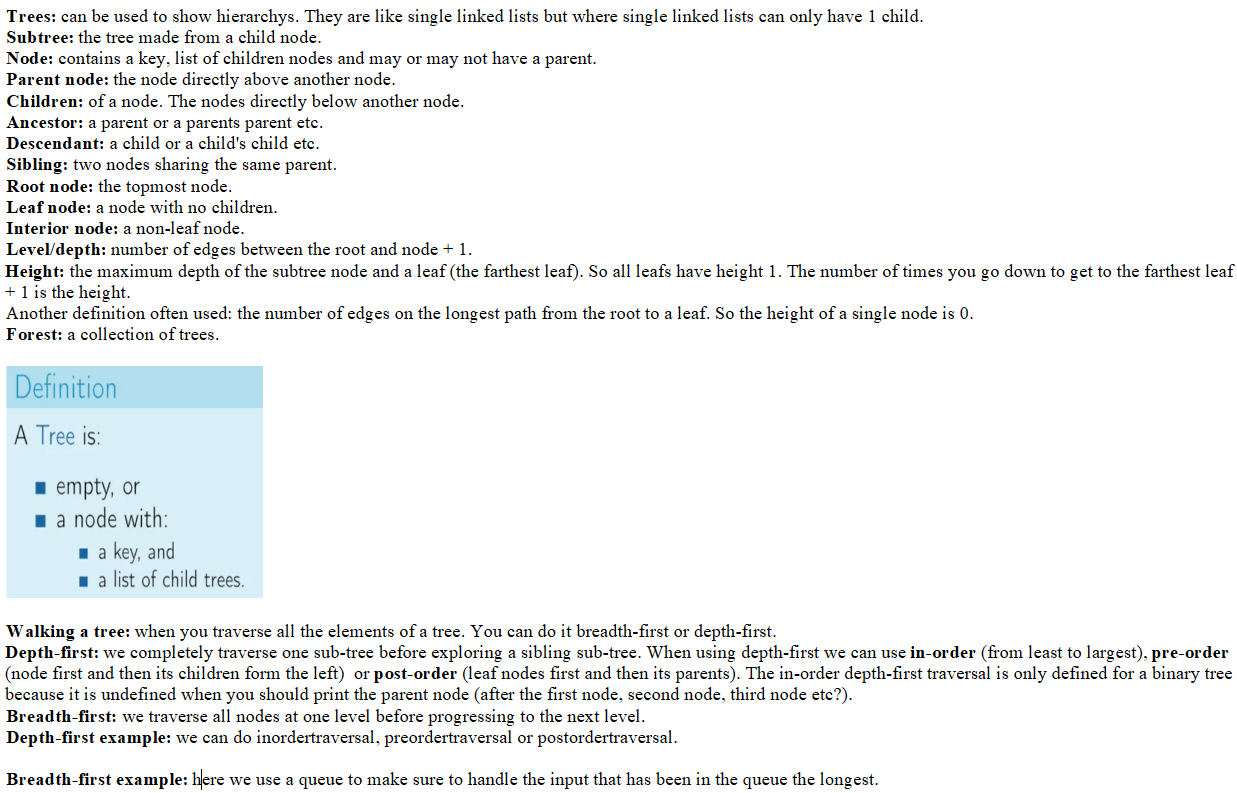 Trees: can be used to show hierarchys. They are like single linked lists but where single linked lists can only have 1 child.
Subtree: the tree made from a child node.
Node: contains a key, list of children nodes and may or may not have a parent.
Parent node: the node directly above another node.
Children: of a node. The nodes directly below another node.
Ancestor: a parent or a parents parent etc.
Descendant: a child or a child's child etc.
Sibling: two nodes sharing the same parent.
Root node: the topmost node.
Leaf node: a node with no children.
Interior node: a non-leaf node.
Level/depth: number of edges between the root and node + 1.
Height: the maximum depth of the subtree node and a leaf (the farthest leaf). So all leafs have height 1. The number of times you go down to get to the farthest leaf
+ 1 is the height.
Another definition often used: the number of edges on the longest path from the root to a leaf. So the height of a single node is 0.
Forest: a collection of trees.
Definition
A Tree is:
■ empty, or
■ a node with:
■ a key, and
■ a list of child trees.
Walking a tree: when you traverse all the elements of a tree. You can do it breadth-first or depth-first.
Depth-first: we completely traverse one sub-tree before exploring a sibling sub-tree. When using depth-first we can use in-order (from least to largest), pre-order
(node first and then its children form the left)  or post-order (leaf nodes first and then its parents). The in-order depth-first traversal is only defined for a binary tree
because it is undefined when you should print the parent node (after the first node, second node, third node etc?).
Breadth-first: we traverse all nodes at one level before progressing to the next level.
Depth-first example: we can do inordertraversal, preordertraversal or postordertraversal.
Breadth-first example: here we use a queue to make sure to handle the input that has been in the queue the longest.